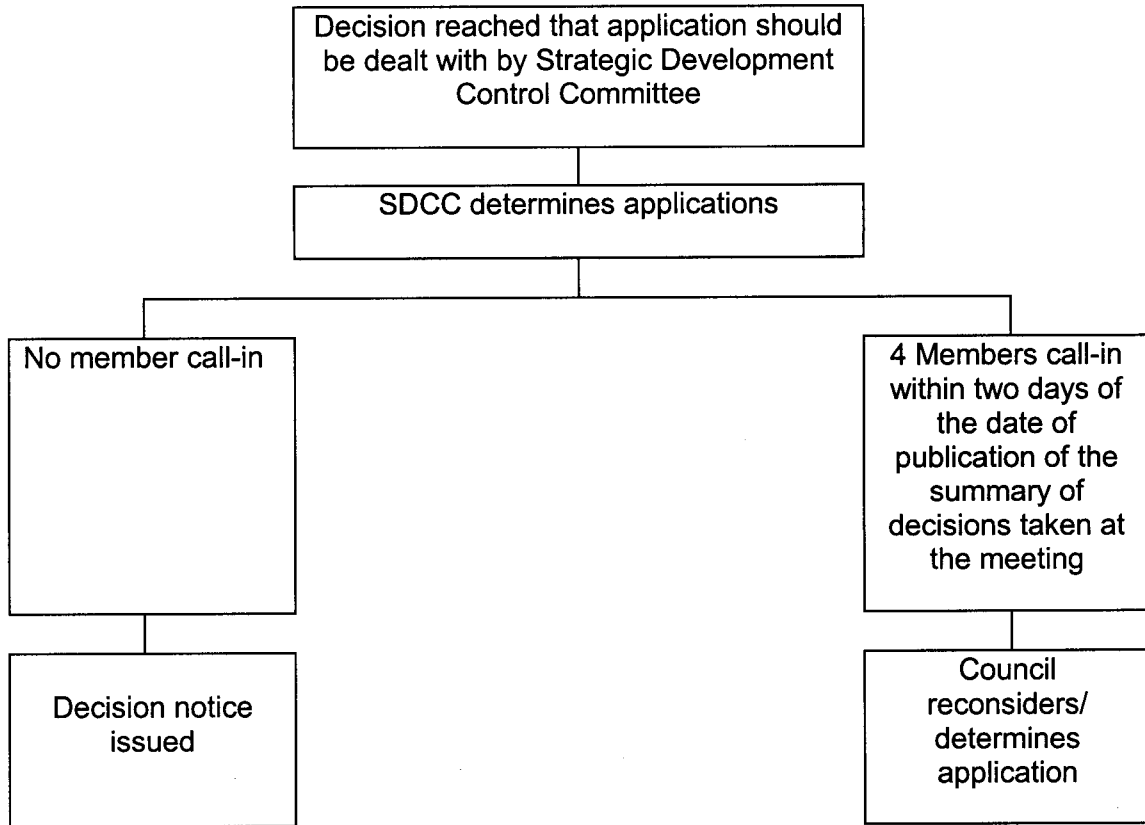 Decision reached that application should
be dealt with by Strategic Development
Control Committee
SDCC determines applications
No member call-in
4 Members call-in
within two days of
the date of
publication of the
summary of
decisions taken at
the meeting
Decision notice
issued
Council
reconsiders/
determines
application